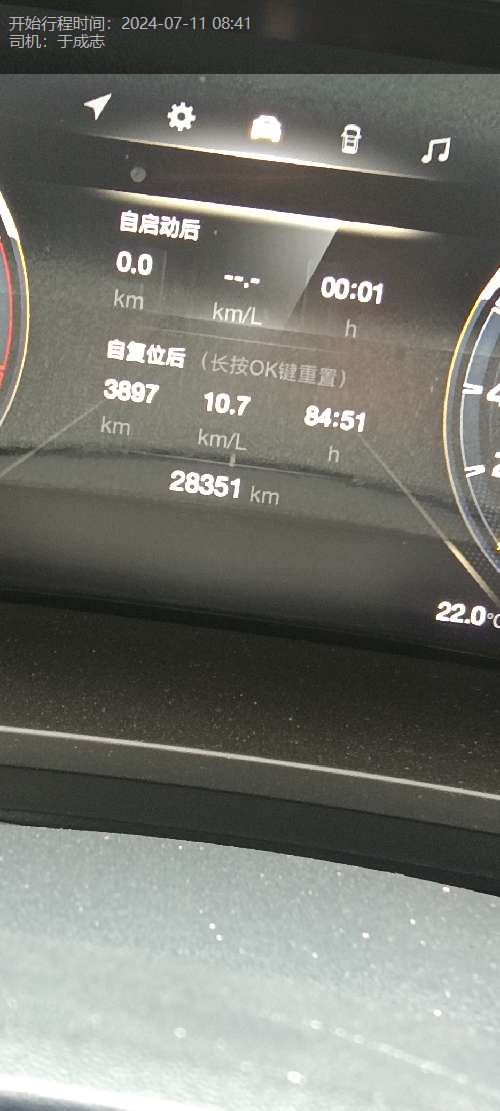 开始行程时间：2024-07-11 08:41
司机：于成志
自启动后
0.0 --.- 00:01
km km/L h
自复位后（长按OK键重置）
3897 10.7 84:51
km km/L h
28351 km
4
2
22.0°C